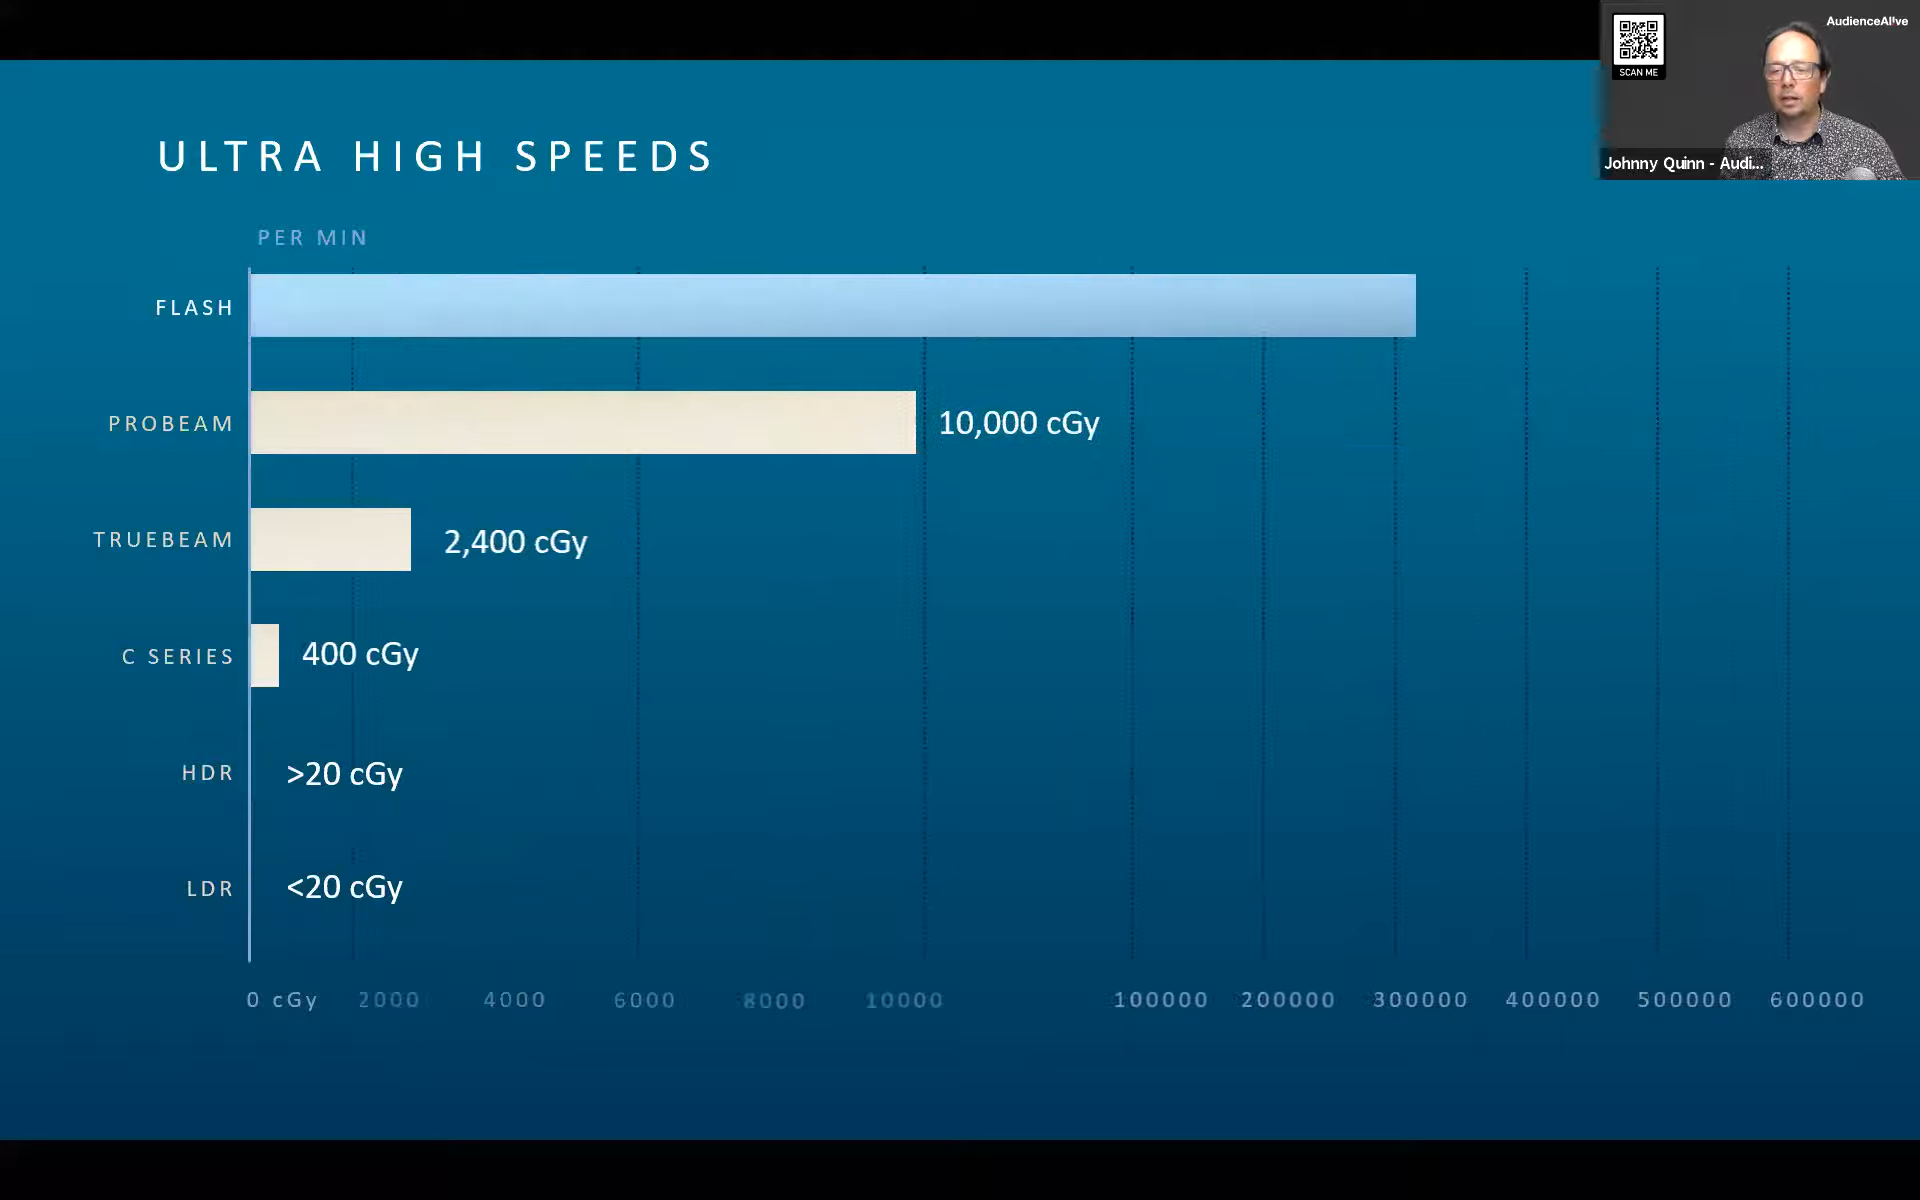 AudienceAlive
SCAN ME
Johnny Quinn - Audi...
ULTRA HIGH SPEEDS
PER MIN
FLASH
PROBEAM
10,000 cGy
TRUEBEAM
2,400 cGy
C SERIES
400 cGy
HDR
>20 cGy
LDR
<20 cGy
0 cGy 2000 4000 6000 8000 10000 100000 200000 300000 400000 500000 600000